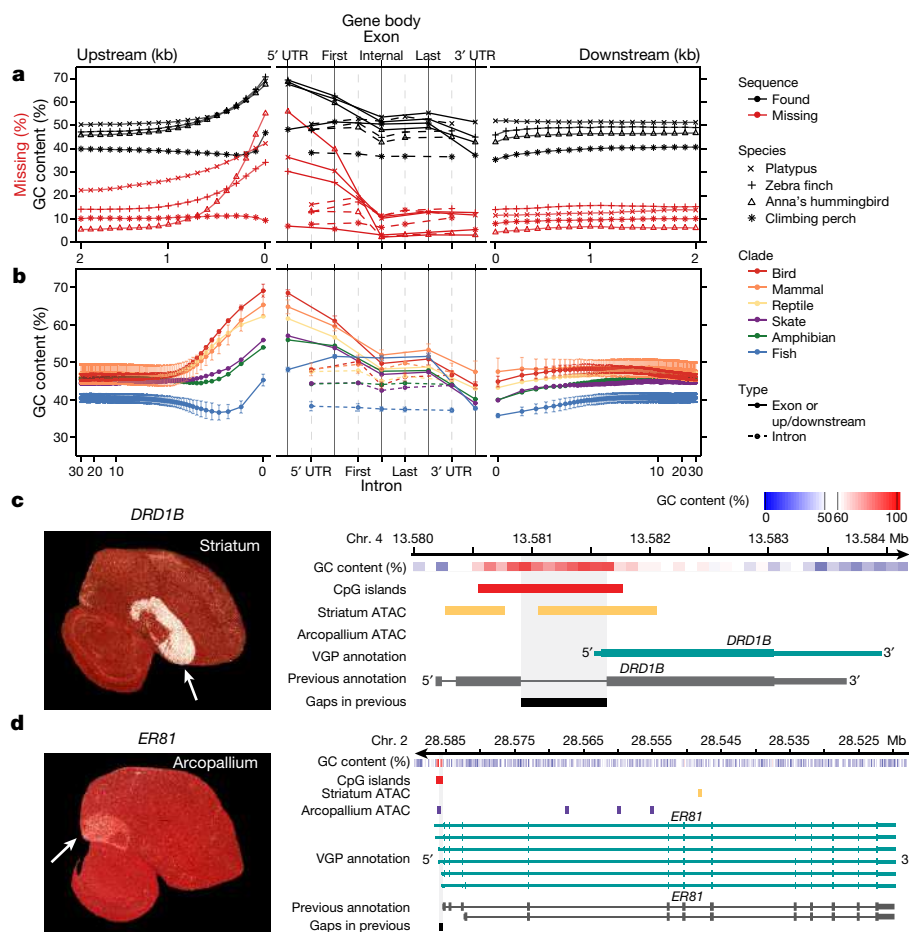 Gene body
Exon
Upstream (kb)
5′ UTR First Internal Last 3′ UTR
Downstream (kb)
a
Missing (%)
GC content (%)
70
60
50
40
30
20
10
0
2 1 0
0 1 2
Sequence
Found
Missing
Species
Platypus
Zebra finch
Anna's hummingbird
Climbing perch
b
GC content (%)
70
60
50
40
30
30 20 10 0
5′ UTR First Last 3′ UTR
Intron
0 10 20 30
Clade
Bird
Mammal
Reptile
Skate
Amphibian
Fish
Type
Exon or
up/downstream
Intron
c
DRD1B
Striatum
GC content (%)
0 50 60 100
Chr. 4
13.580 13.581 13.582 13.583 13.584 Mb
GC content (%)
CpG islands
Striatum ATAC
Arcopallium ATAC
VGP annotation 5′ DRD1B 3′
Previous annotation 5′ DRD1B 3′
Gaps in previous
d
ER81
Arcopallium
Chr. 2
28.585 28.575 28.565 28.555 28.545 28.535 28.525 Mb
GC content (%)
CpG islands
Striatum ATAC
Arcopallium ATAC
ER81
VGP annotation 5′ 3
ER81
Previous annotation
Gaps in previous